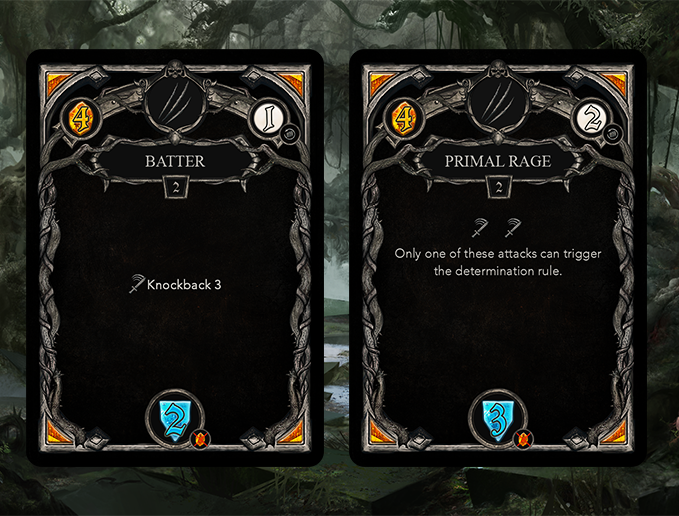 4
1
BATTER
2
Knockback 3
2
4
2
PRIMAL RAGE
2
Only one of these attacks can trigger
the determination rule.
3